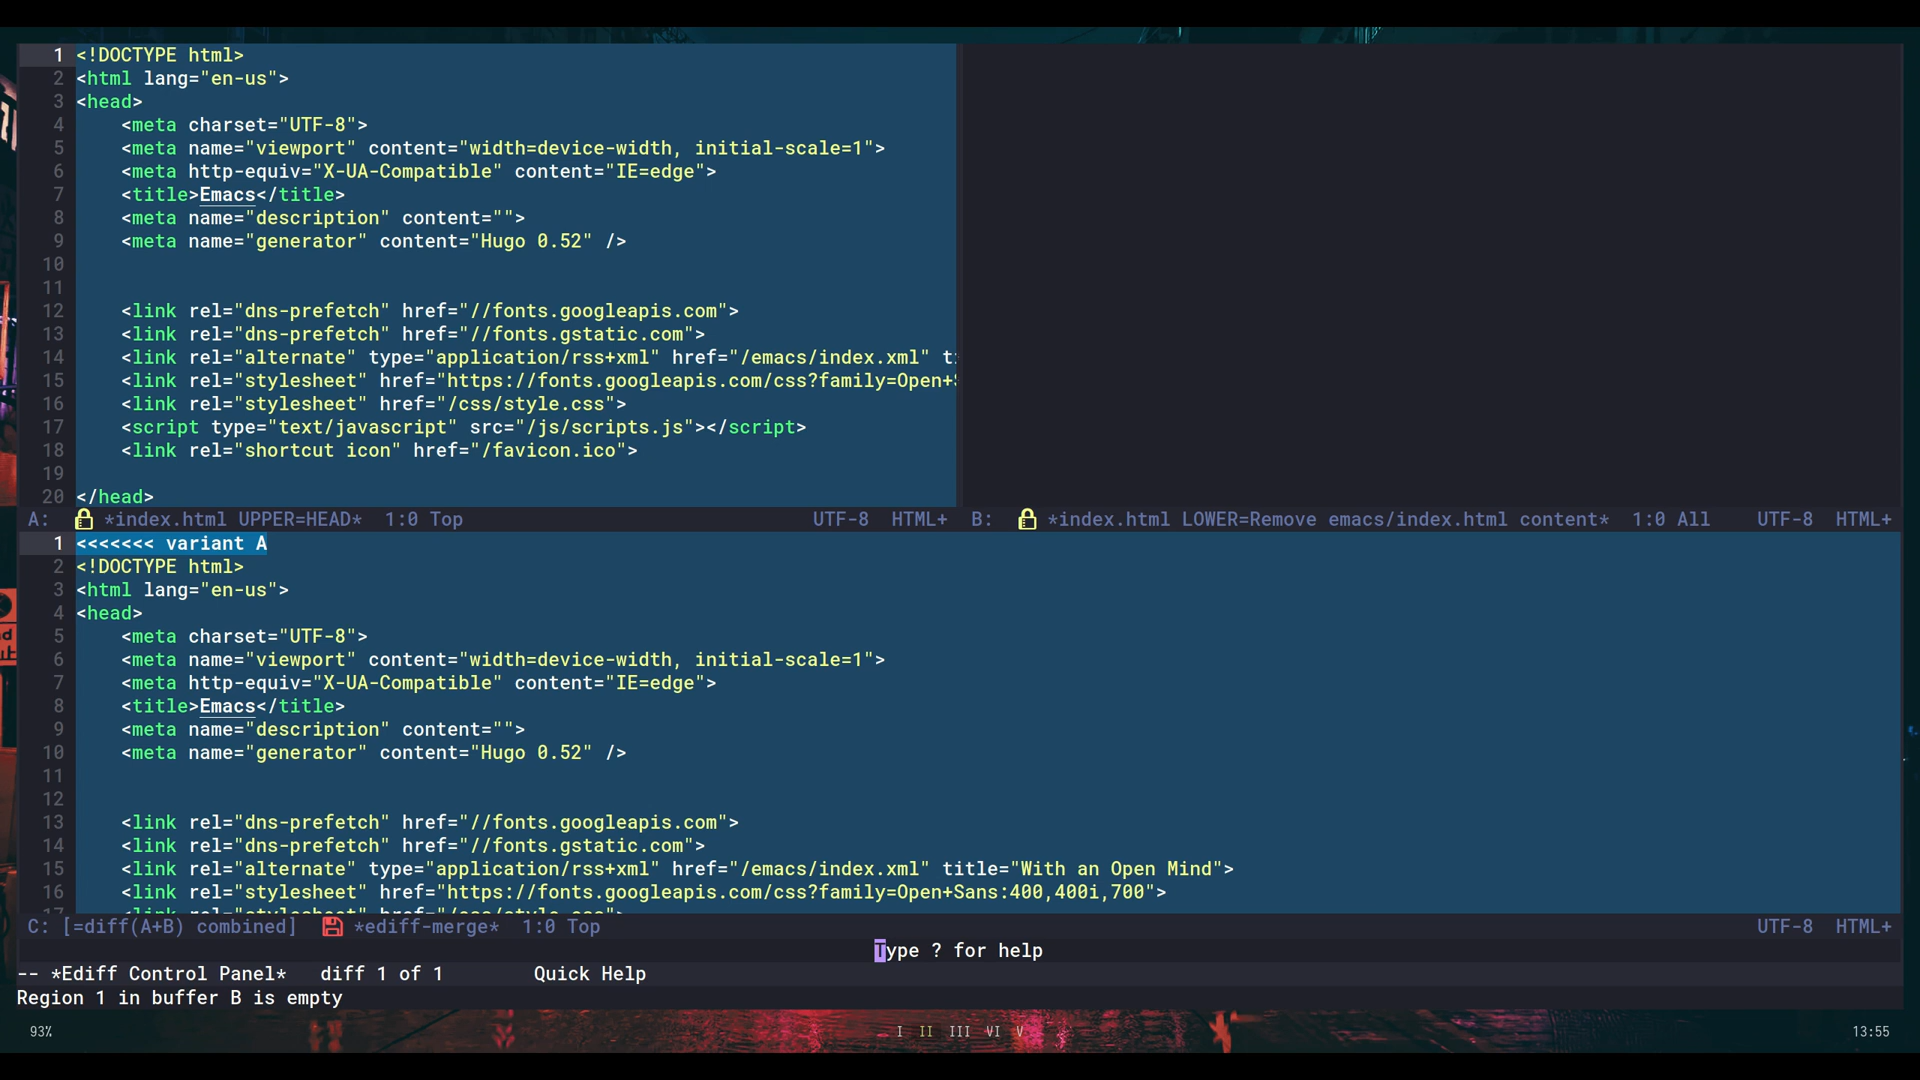 1 <!DOCTYPE html>
2 <html lang="en-us">
3 <head>
4     <meta charset="UTF-8">
5     <meta name="viewport" content="width=device-width, initial-scale=1">
6     <meta http-equiv="X-UA-Compatible" content="IE=edge">
7     <title>Emacs</title>
8     <meta name="description" content="">
9     <meta name="generator" content="Hugo 0.52" />
10
11
12     <link rel="dns-prefetch" href="//fonts.googleapis.com">
13     <link rel="dns-prefetch" href="//fonts.gstatic.com">
14     <link rel="alternate" type="application/rss+xml" href="/emacs/index.xml" t
15     <link rel="stylesheet" href="https://fonts.googleapis.com/css?family=Open+
16     <link rel="stylesheet" href="/css/style.css">
17     <script type="text/javascript" src="/js/scripts.js"></script>
18     <link rel="shortcut icon" href="/favicon.ico">
19
20 </head>
A: *index.html UPPER=HEAD* 1:0 Top UTF-8 HTML+
B: *index.html LOWER=Remove emacs/index.html content* 1:0 All UTF-8 HTML+
1 <<<<<<< variant A
2 <!DOCTYPE html>
3 <html lang="en-us">
4 <head>
5     <meta charset="UTF-8">
6     <meta name="viewport" content="width=device-width, initial-scale=1">
7     <meta http-equiv="X-UA-Compatible" content="IE=edge">
8     <title>Emacs</title>
9     <meta name="description" content="">
10     <meta name="generator" content="Hugo 0.52" />
11
12
13     <link rel="dns-prefetch" href="//fonts.googleapis.com">
14     <link rel="dns-prefetch" href="//fonts.gstatic.com">
15     <link rel="alternate" type="application/rss+xml" href="/emacs/index.xml" title="With an Open Mind">
16     <link rel="stylesheet" href="https://fonts.googleapis.com/css?family=Open+Sans:400,400i,700">
C: [=diff(A+B) combined] *ediff-merge* 1:0 Top UTF-8 HTML+
Type ? for help
-- *Ediff Control Panel* diff 1 of 1 Quick Help
Region 1 in buffer B is empty
93% I II III VI V 13:55